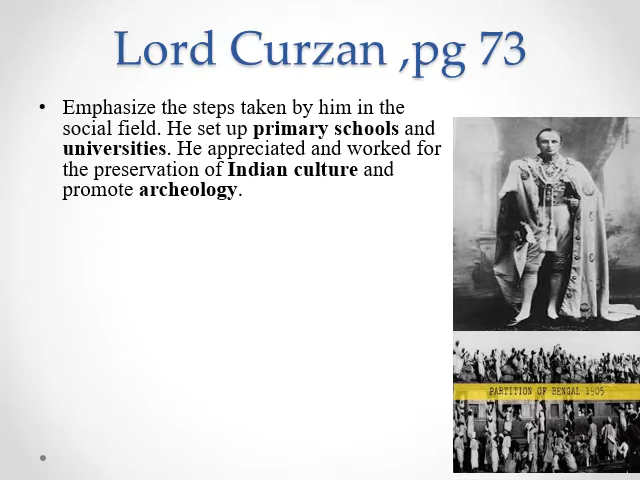 Lord Curzan ,pg 73
• Emphasize the steps taken by him in the
social field. He set up primary schools and
universities. He appreciated and worked for
the preservation of Indian culture and
promote archeology.
PARTITION OF BENGAL 1905